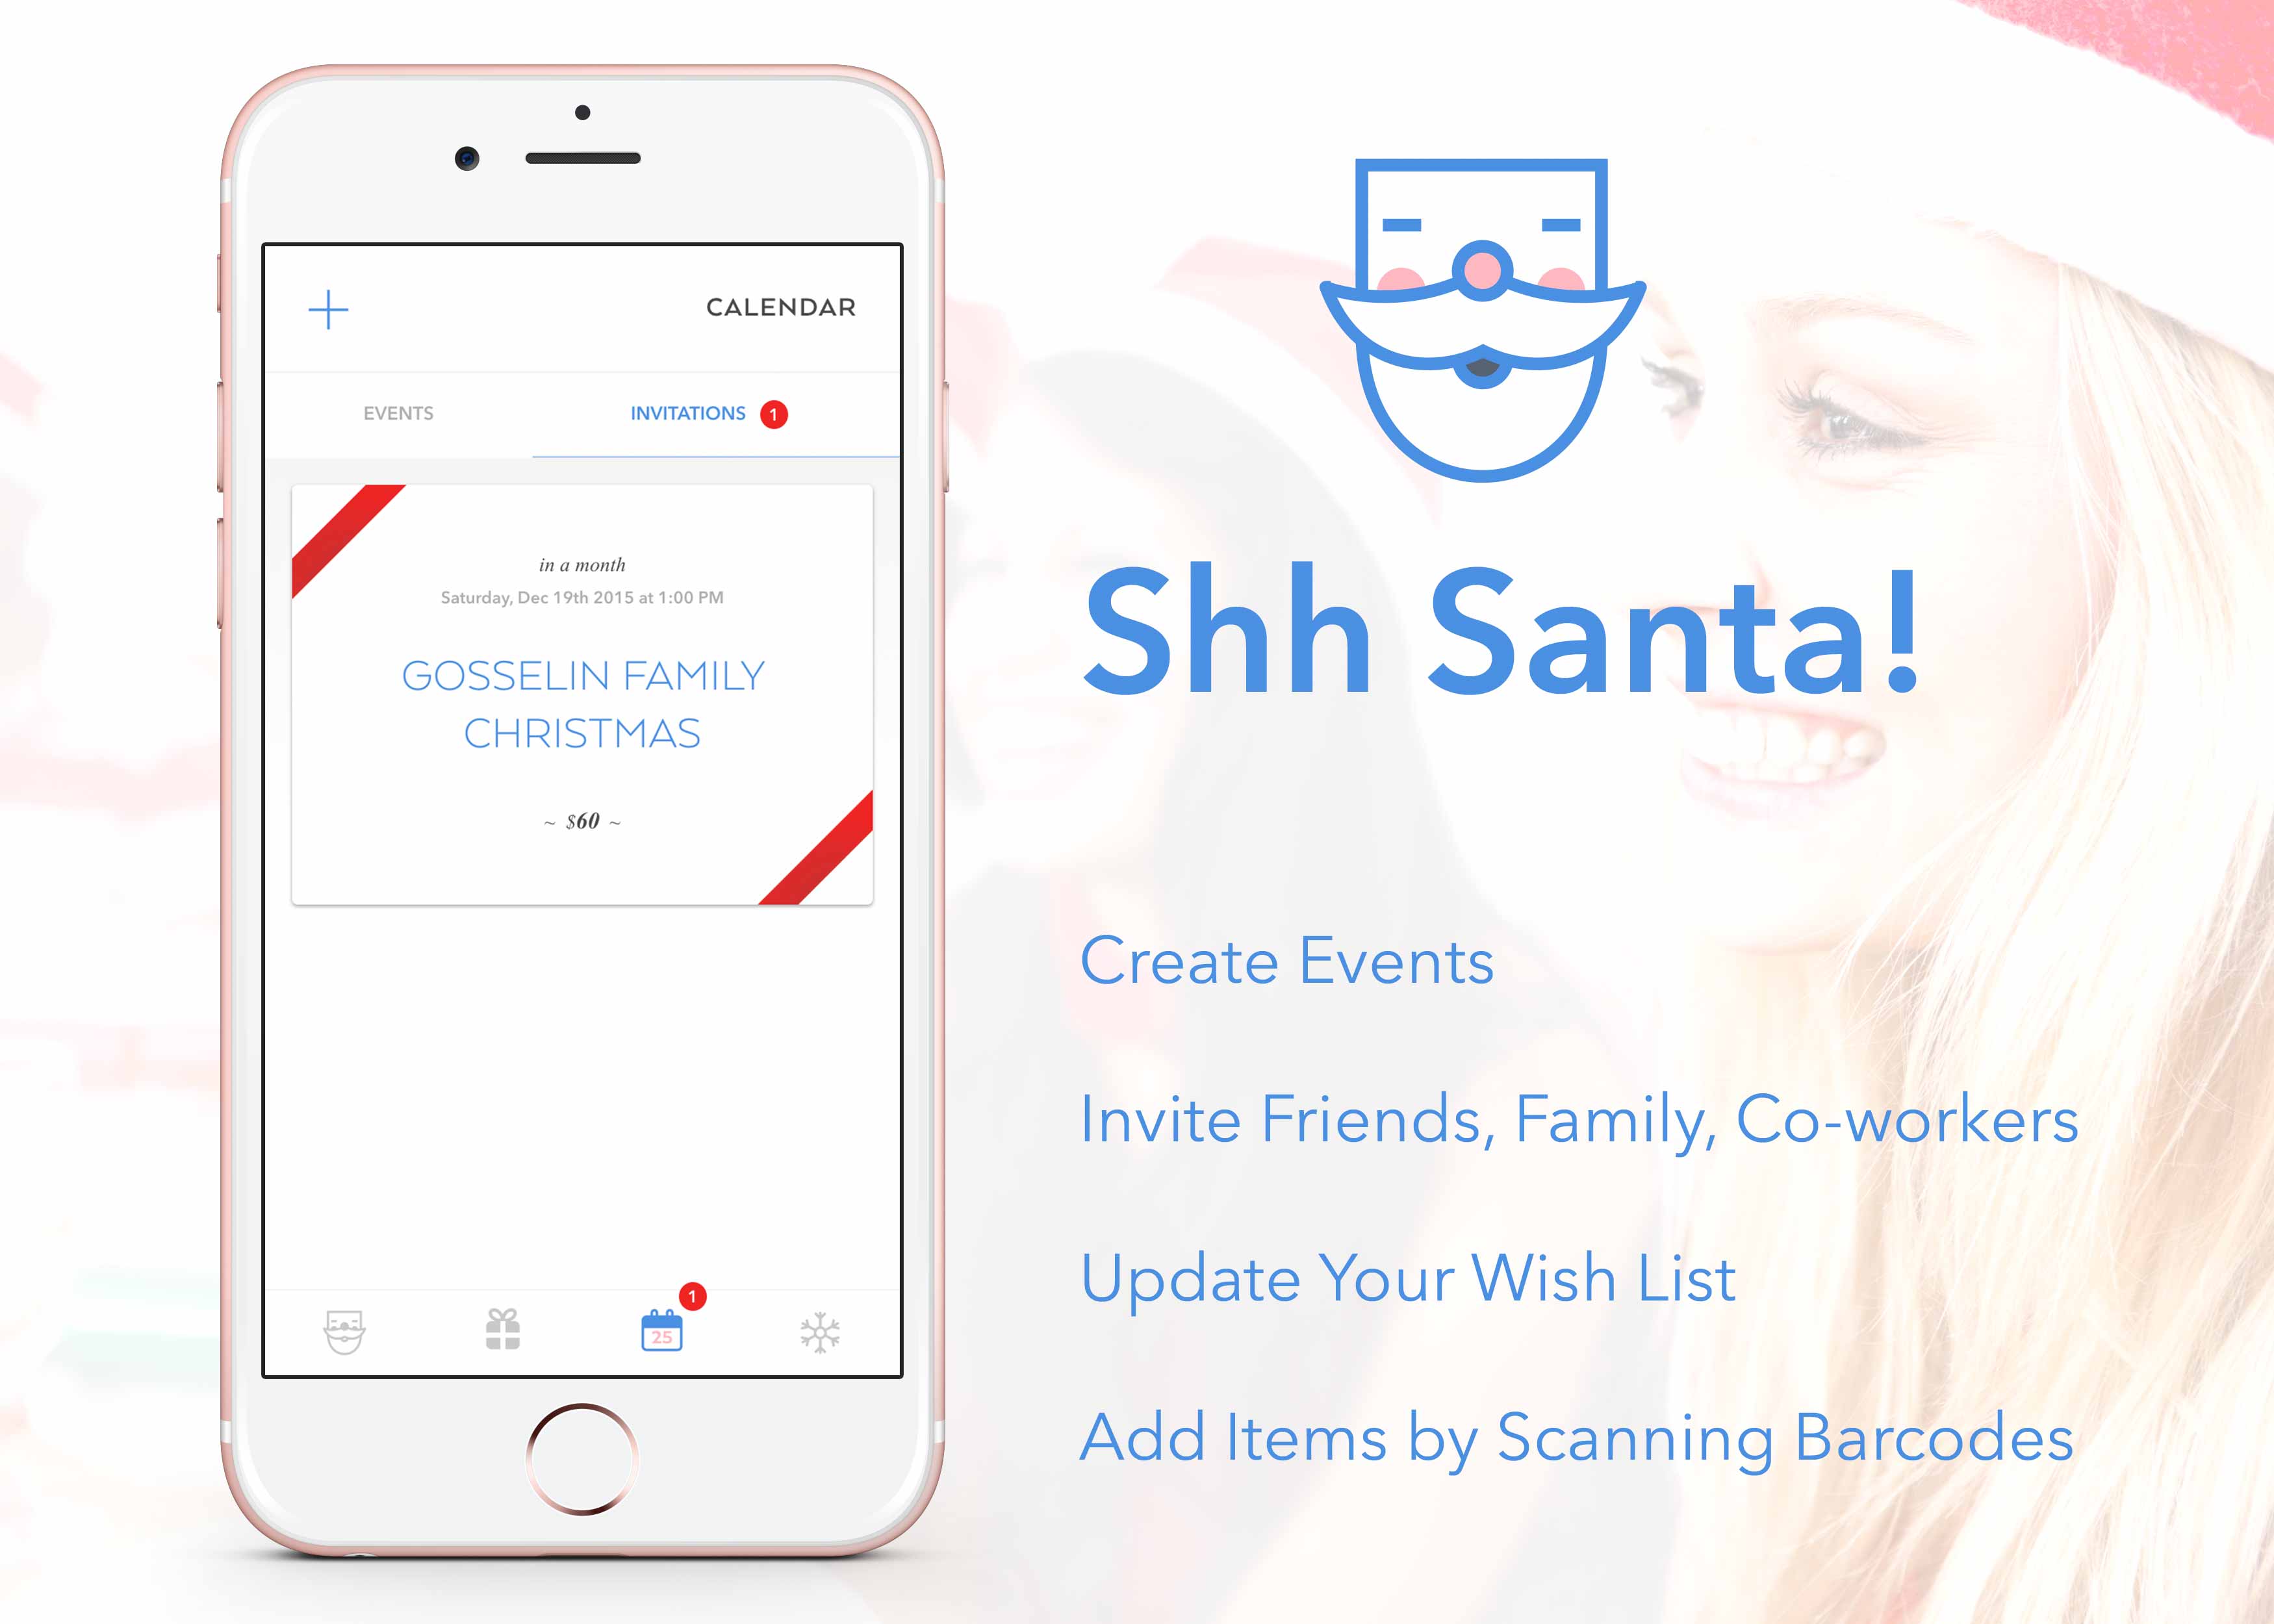 CALENDAR
EVENTS
INVITATIONS 1
in a month
Saturday, Dec 19th 2015 at 1:00 PM
GOSSELIN FAMILY
CHRISTMAS
~ $60 ~
1
25
Shh Santa!
Create Events
Invite Friends, Family, Co-workers
Update Your Wish List
Add Items by Scanning Barcodes